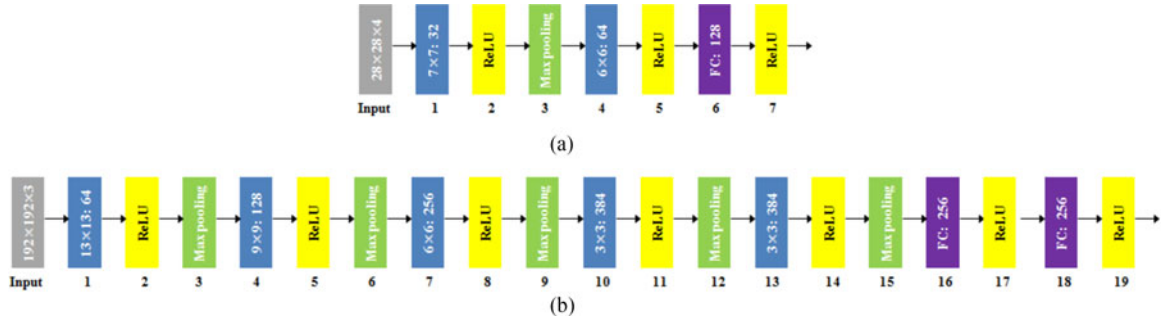 28×28×4
7×7: 32
ReLU
Max pooling
6×6: 64
ReLU
FC: 128
ReLU
Input 1 2 3 4 5 6 7
(a)
192×192×3
13×13: 64
ReLU
Max pooling
9×9: 128
ReLU
Max pooling
6×6: 256
ReLU
Max pooling
3×3: 384
ReLU
Max pooling
3×3: 384
ReLU
Max pooling
FC: 256
ReLU
FC: 256
ReLU
Input 1 2 3 4 5 6 7 8 9 10 11 12 13 14 15 16 17 18 19
(b)